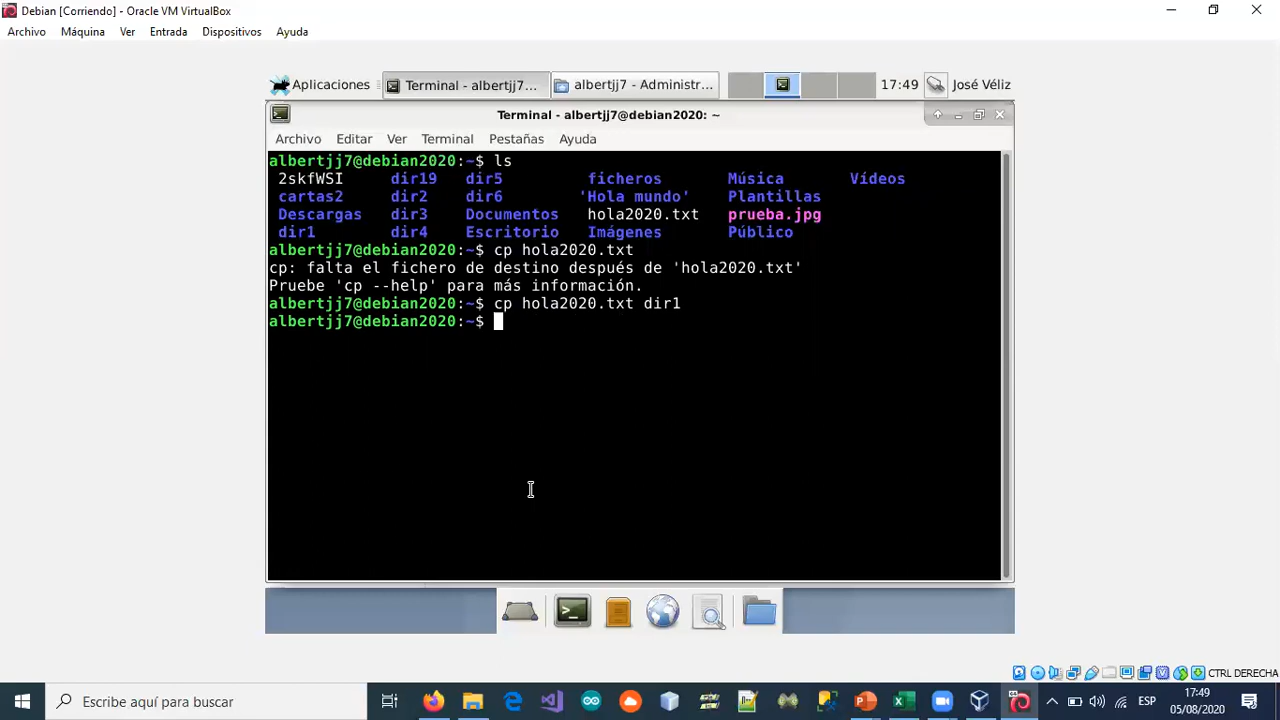 Debian [Corriendo] - Oracle VM VirtualBox
Archivo Máquina Ver Entrada Dispositivos Ayuda
Aplicaciones Terminal - albertjj7... albertjj7 - Administr... 17:49 José Véliz
Terminal - albertjj7@debian2020: ~
Archivo Editar Ver Terminal Pestañas Ayuda
albertjj7@debian2020:~$ ls
2skfWSI dir19 dir5 ficheros Música Vídeos
cartas2 dir2 dir6 'Hola mundo' Plantillas
Descargas dir3 Documentos hola2020.txt prueba.jpg
dir1 dir4 Escritorio Imágenes Público
albertjj7@debian2020:~$ cp hola2020.txt
cp: falta el fichero de destino después de 'hola2020.txt'
Pruebe 'cp --help' para más información.
albertjj7@debian2020:~$ cp hola2020.txt dir1
albertjj7@debian2020:~$
CTRL DERECHA
Escribe aquí para buscar
ESP
17:49
05/08/2020